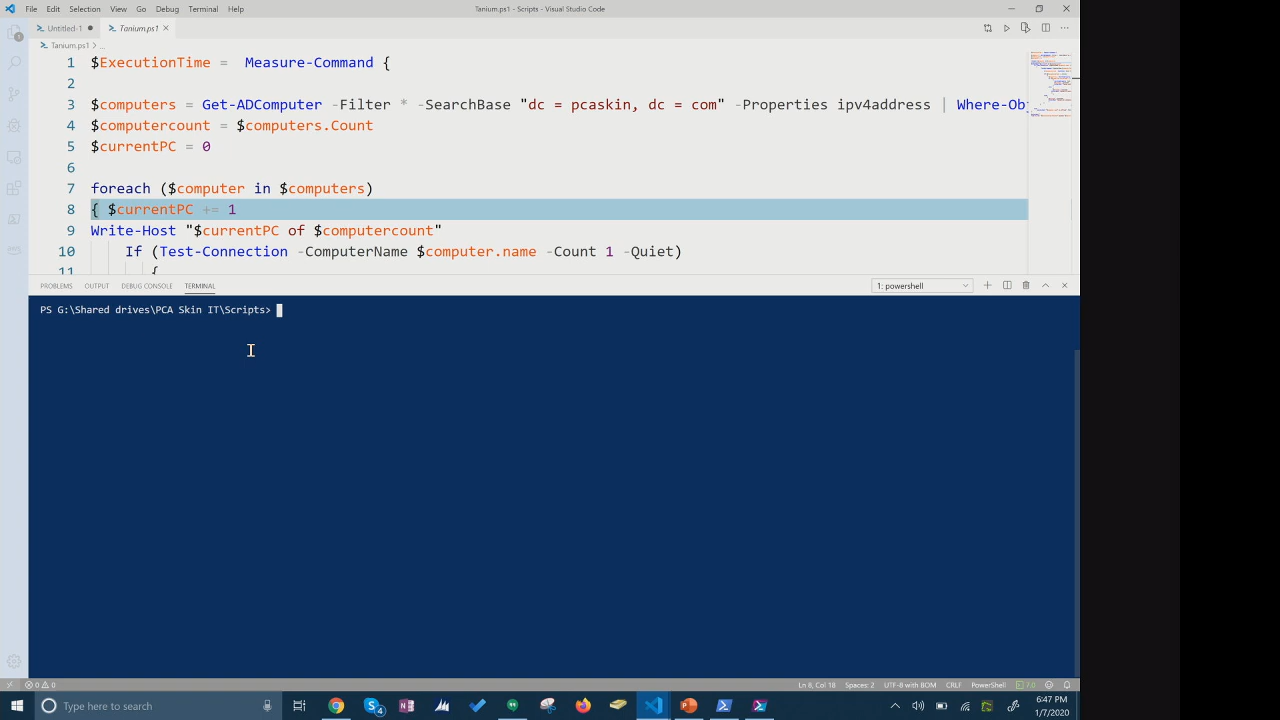 File Edit Selection View Go Debug Terminal Help
Tanium.ps1 - Scripts - Visual Studio Code
Untitled-1
Tanium.ps1
Tanium.ps1 > ...
1 $ExecutionTime =  Measure-Command {
2
3 $computers = Get-ADComputer -Filter * -SearchBase "dc = pcaskin, dc = com" -Properties ipv4address | Where-Ob
4 $computercount = $computers.Count
5 $currentPC = 0
6
7 foreach ($computer in $computers)
8 { $currentPC += 1
9 Write-Host "$currentPC of $computercount"
10 If (Test-Connection -ComputerName $computer.name -Count 1 -Quiet)
11 {
PROBLEMS OUTPUT DEBUG CONSOLE TERMINAL
1: powershell
PS G:\Shared drives\PCA Skin IT\Scripts>
0 0
Ln 8, Col 18 Spaces: 2 UTF-8 with BOM CRLF PowerShell 7.0
Type here to search
6:47 PM
1/7/2020